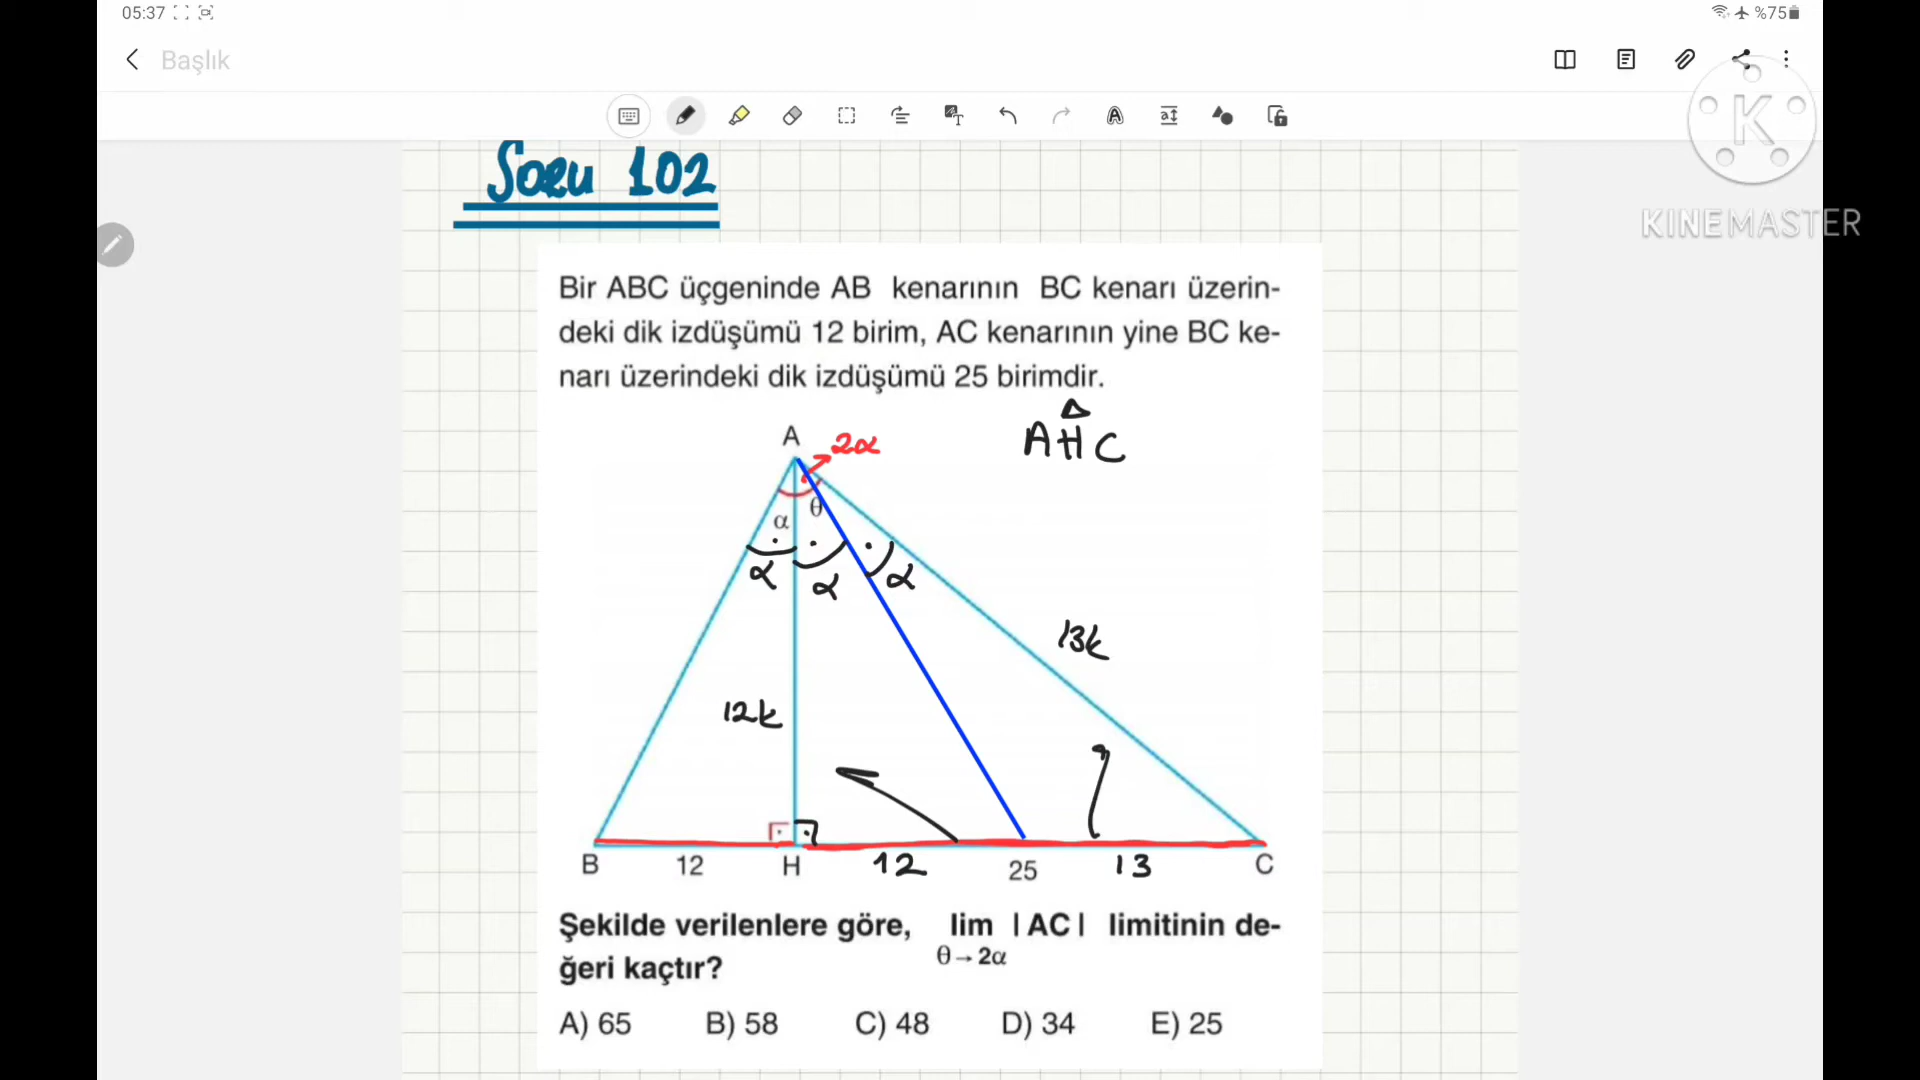 05:37
%75
Başlık
K
KINEMASTER
Soru 102
Bir ABC üçgeninde AB kenarının BC kenarı üzerin-
deki dik izdüşümü 12 birim, AC kenarının yine BC ke-
narı üzerindeki dik izdüşümü 25 birimdir.
A
2α
AHC
θ
α
α
α
α
13k
12k
B
12
H
12
25
13
C
Şekilde verilenlere göre, lim |AC| limitinin de-
θ→2α
ğeri kaçtır?
A) 65 B) 58 C) 48 D) 34 E) 25